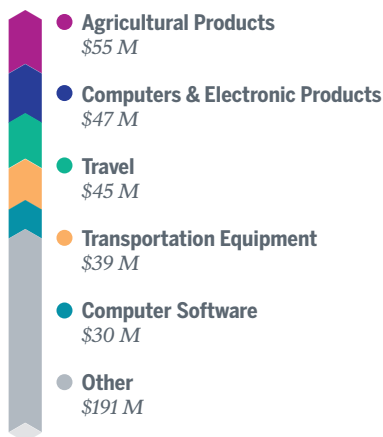 Agricultural Products
$55 M
Computers & Electronic Products
$47 M
Travel
$45 M
Transportation Equipment
$39 M
Computer Software
$30 M
Other
$191 M